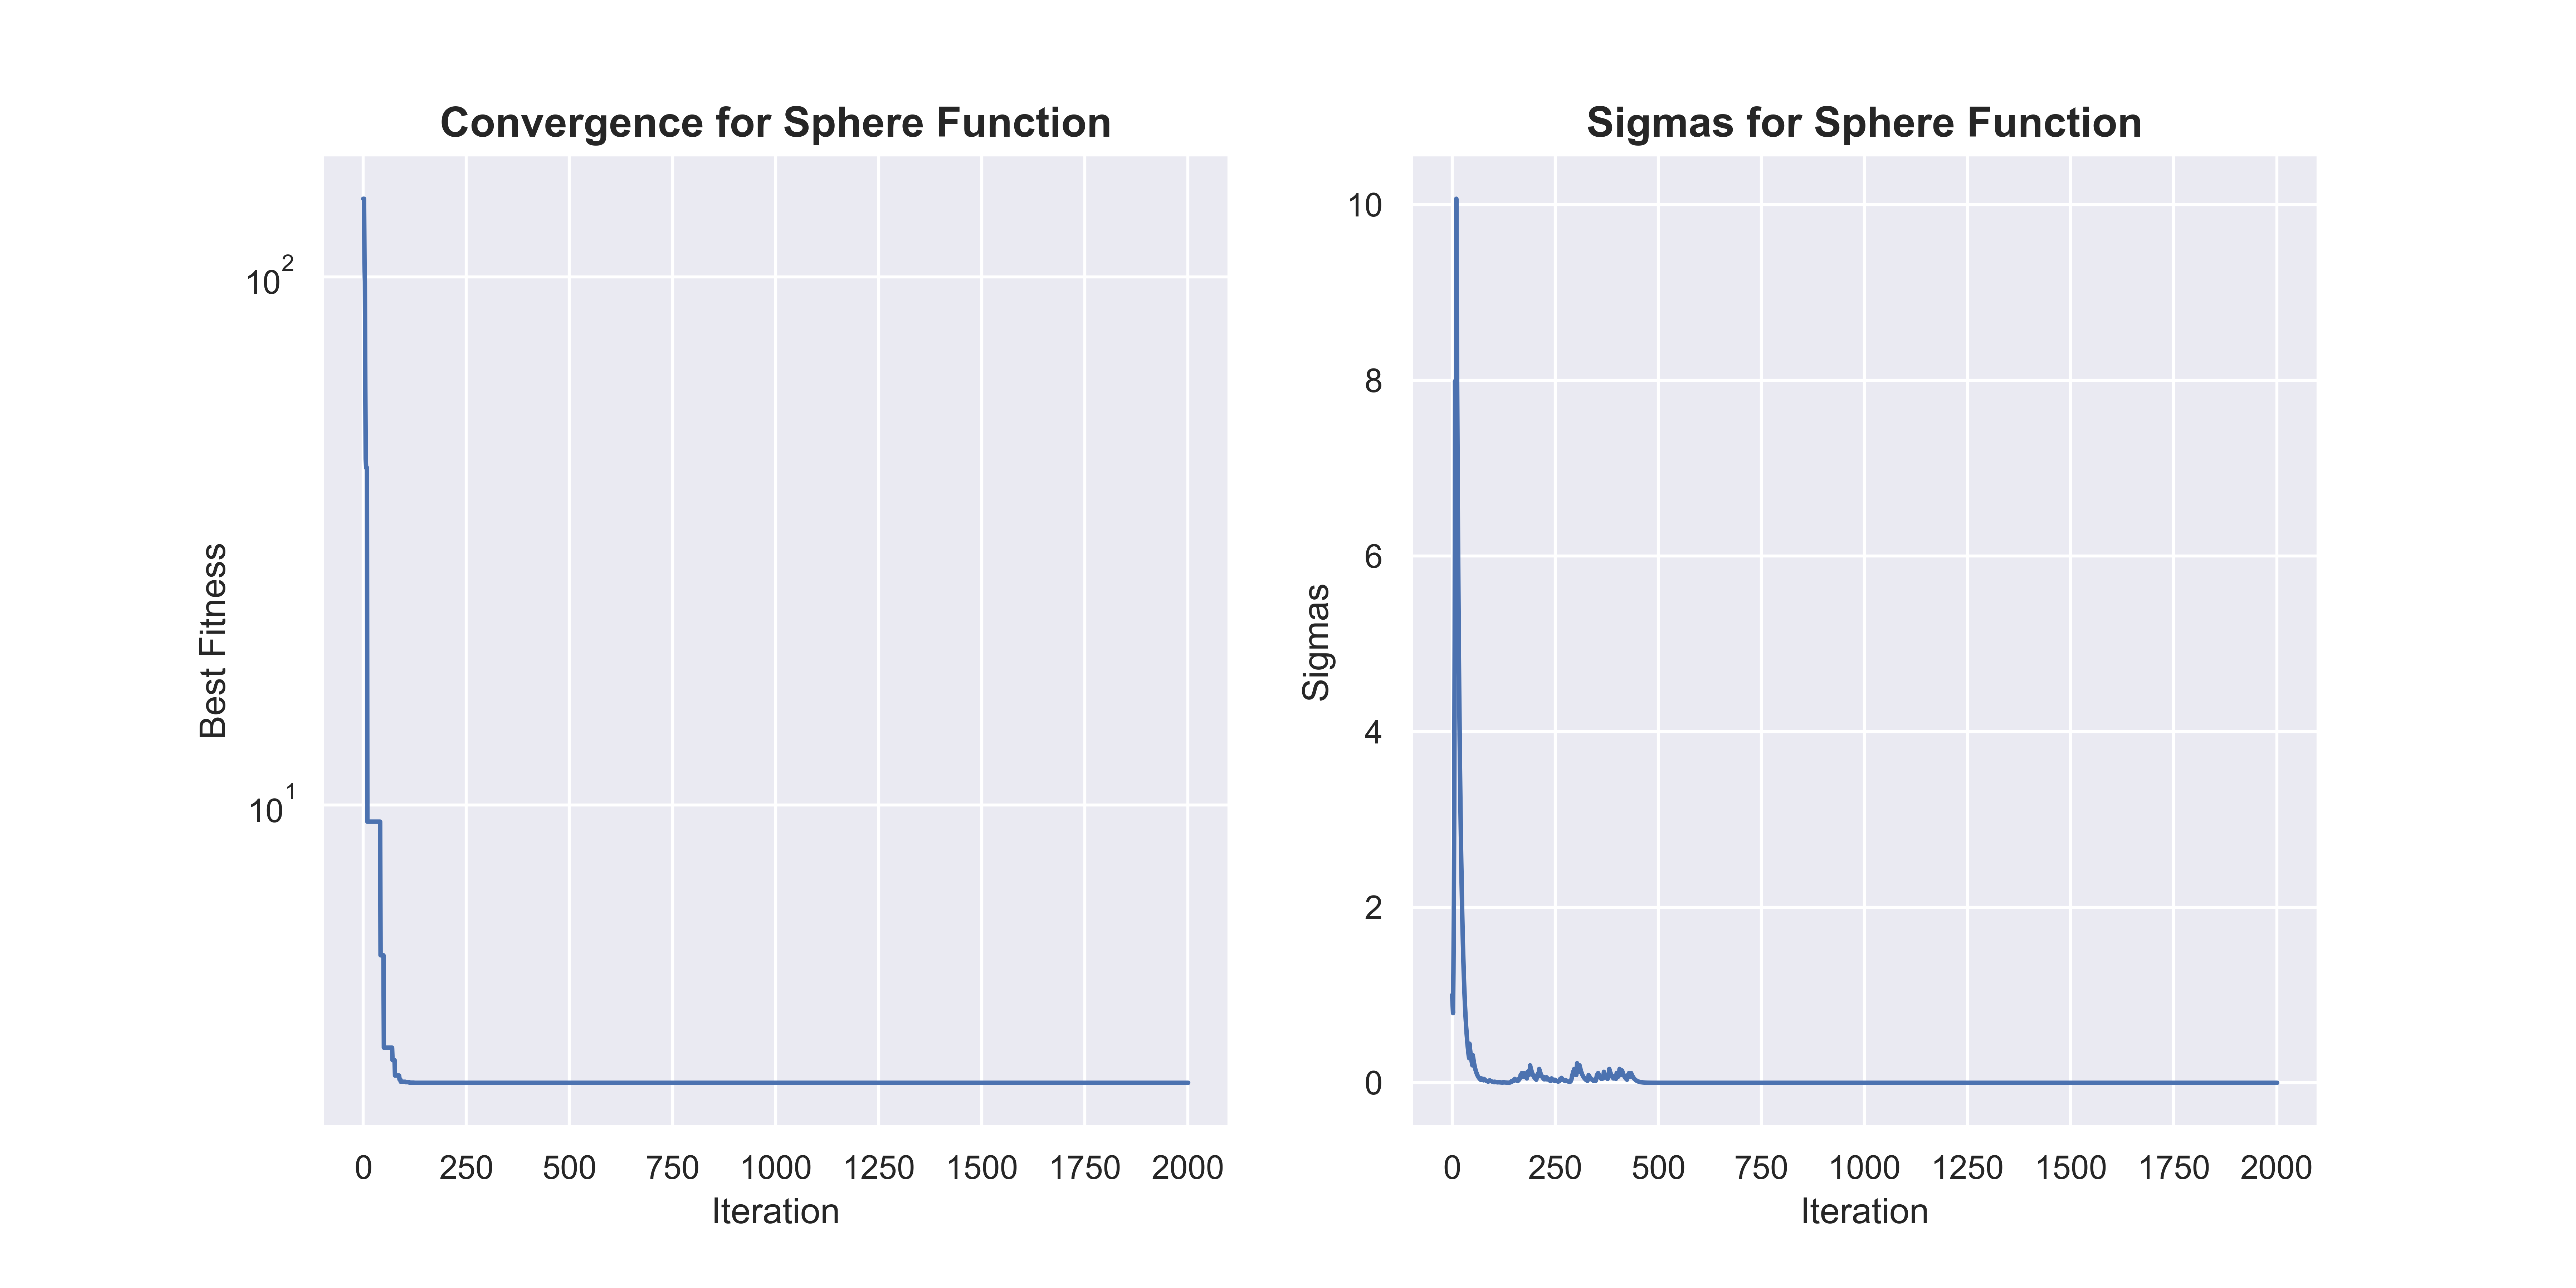 Convergence for Sphere Function
10^2
10^1
Best Fitness
0 250 500 750 1000 1250 1500 1750 2000
Iteration
Sigmas for Sphere Function
10
8
6
4
2
0
Sigmas
0 250 500 750 1000 1250 1500 1750 2000
Iteration